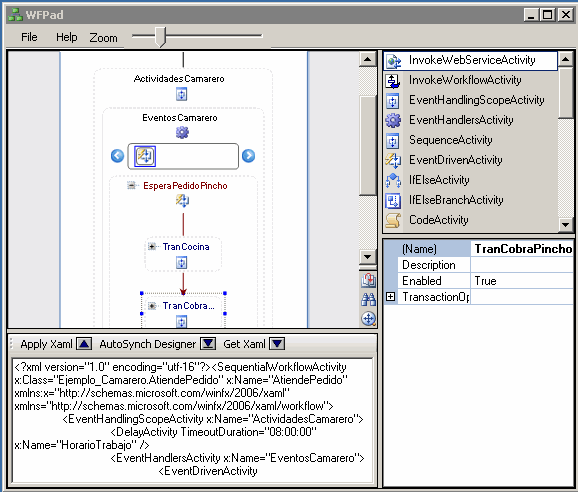 WFPad
File Help Zoom
ActividadesCamarero
EventosCamarero
EsperaPedidoPincho
TranCocina
TranCobra...
InvokeWebServiceActivity
InvokeWorkflowActivity
EventHandlingScopeActivity
EventHandlersActivity
SequenceActivity
EventDrivenActivity
IfElseActivity
IfElseBranchActivity
CodeActivity
(Name) TranCobraPincho
Description
Enabled True
TransactionOp
Apply Xaml AutoSynch Designer Get Xaml
<?xml version="1.0" encoding="utf-16"?><SequentialWorkflowActivity
x:Class="Ejemplo_Camarero.AtiendePedido" x:Name="AtiendePedido"
xmlns:x="http://schemas.microsoft.com/winfx/2006/xaml"
xmlns="http://schemas.microsoft.com/winfx/2006/xaml/workflow">
<EventHandlingScopeActivity x:Name="ActividadesCamarero">
<DelayActivity TimeoutDuration="08:00:00"
x:Name="HorarioTrabajo" />
<EventHandlersActivity x:Name="EventosCamarero">
<EventDrivenActivity